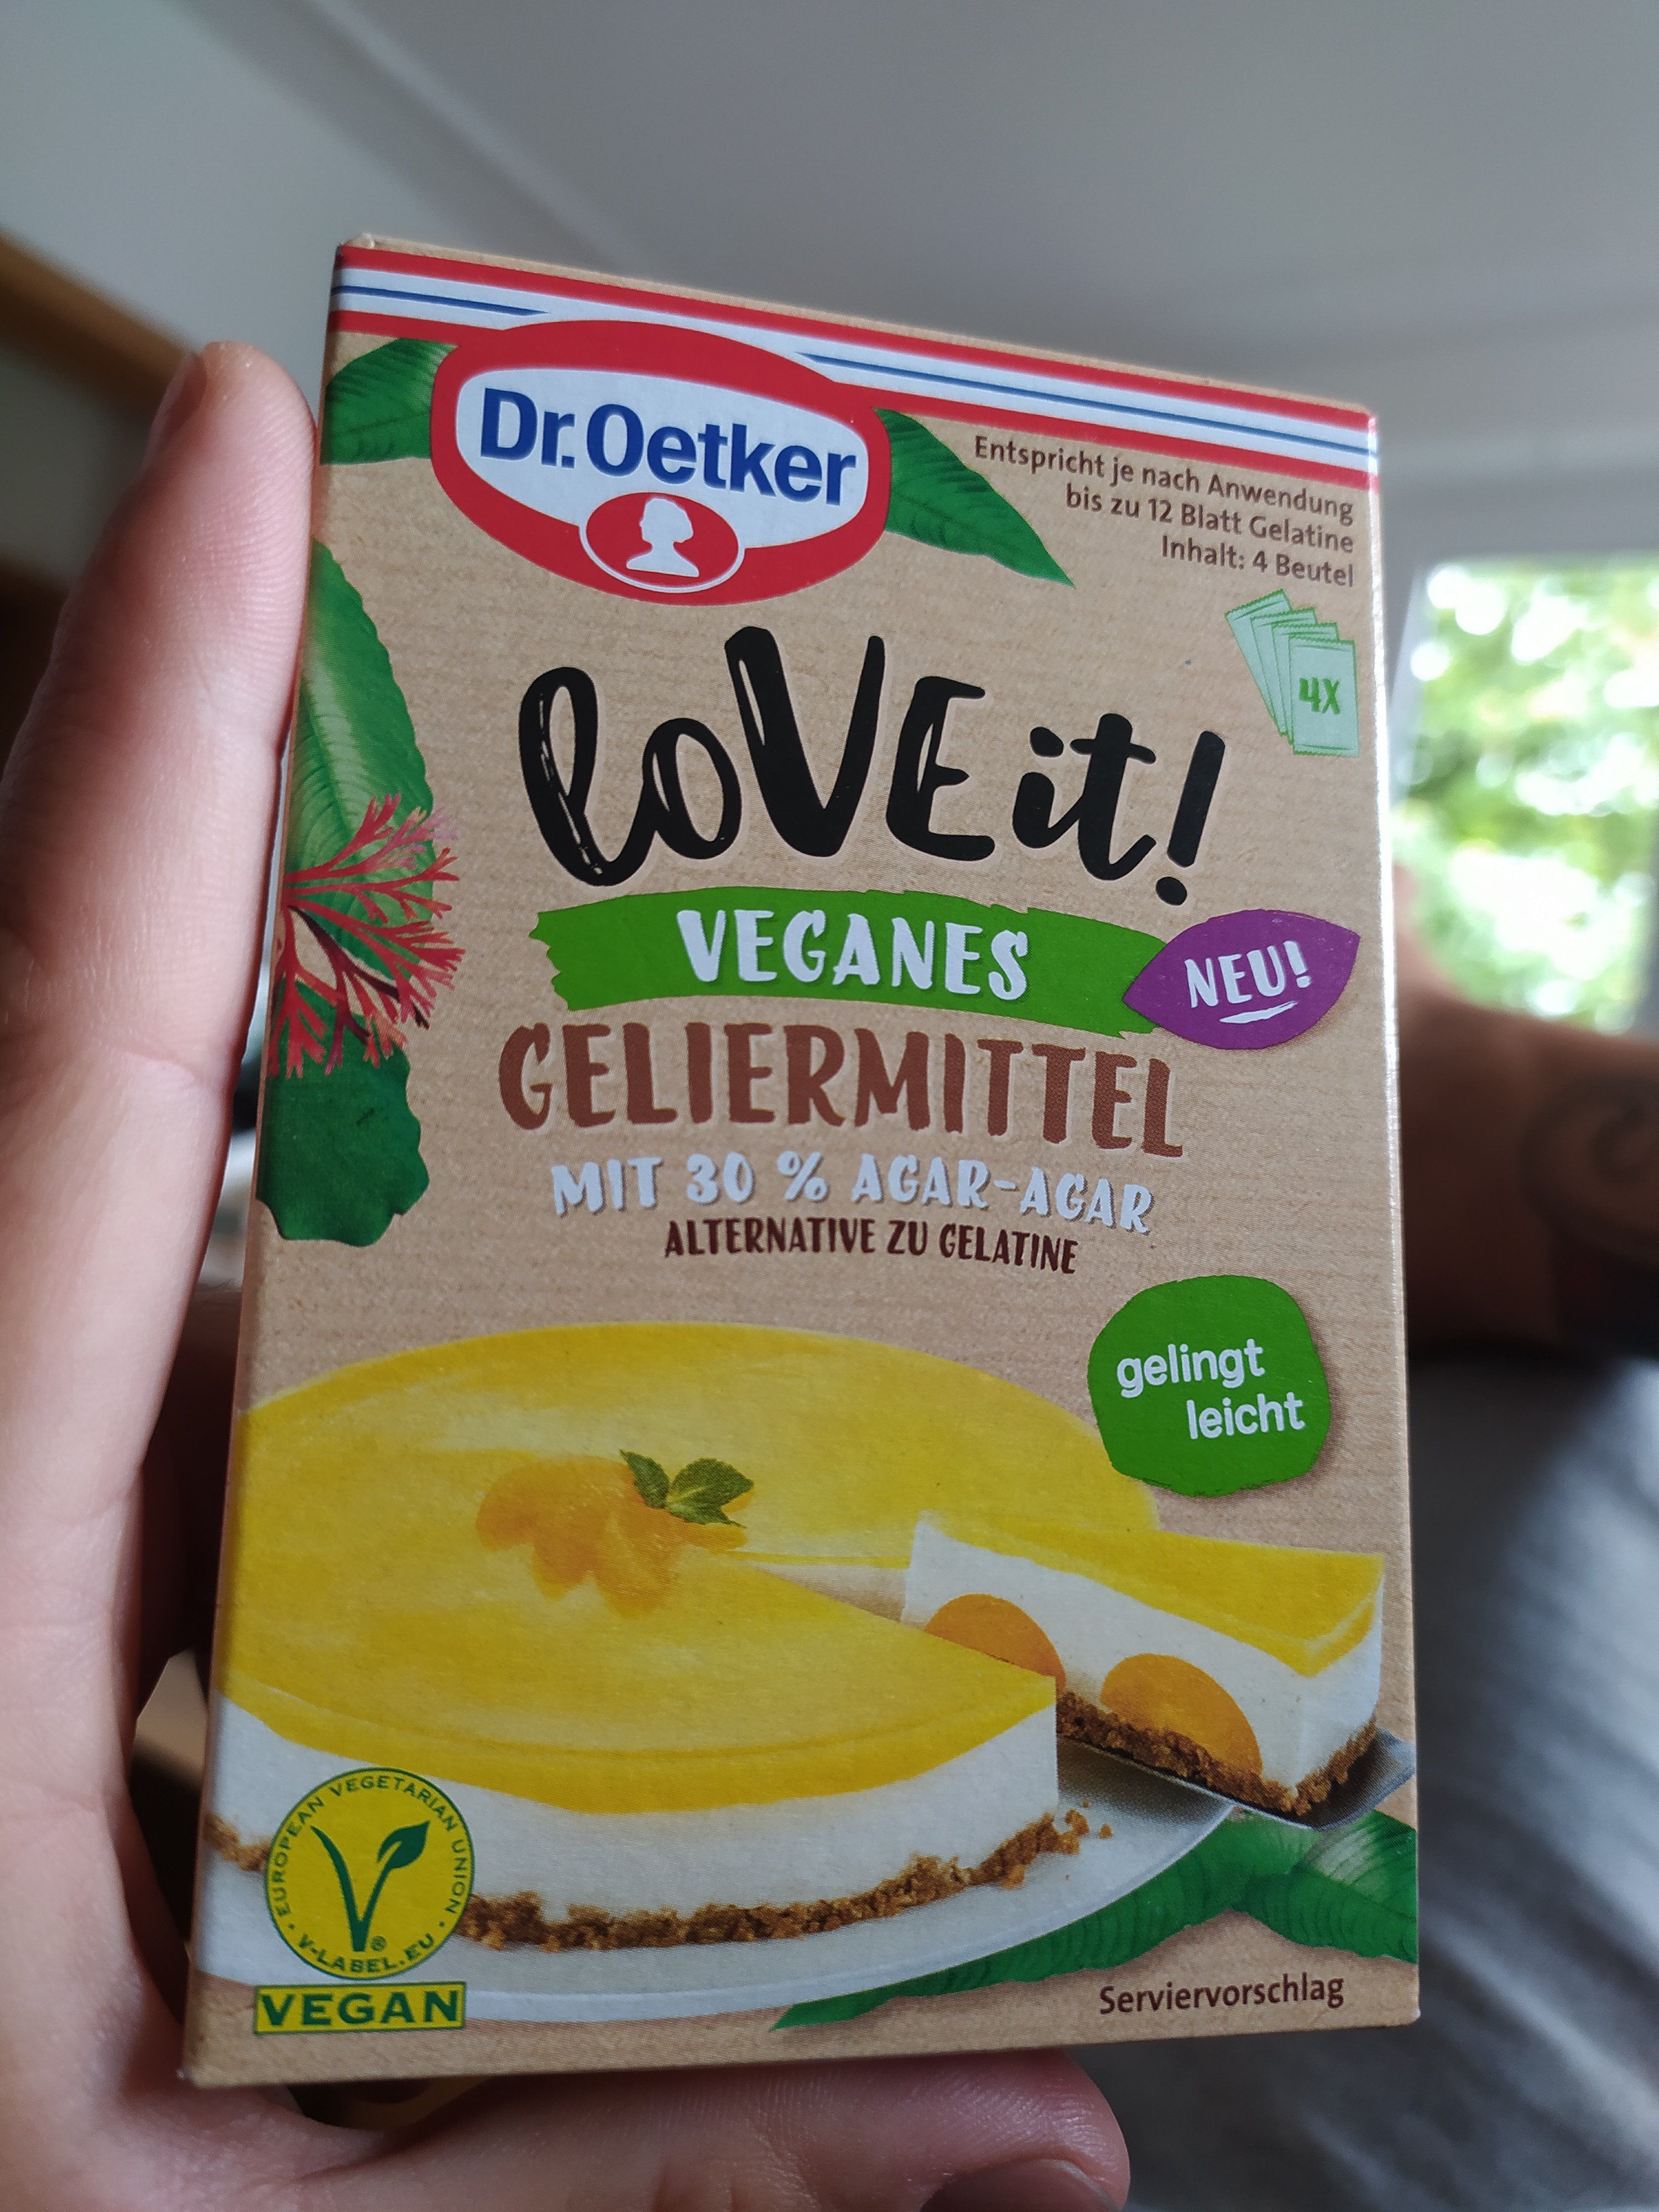 Dr.Oetker
Entspricht je nach Anwendung
bis zu 12 Blatt Gelatine
Inhalt: 4 Beutel
4X
loVE it!
VEGANES
NEU!
GELIERMITTEL
MIT 30 % AGAR-AGAR
ALTERNATIVE ZU GELATINE
gelingt
leicht
EUROPEAN VEGETARIAN UNION
V-LABEL.EU
VEGAN
Serviervorschlag